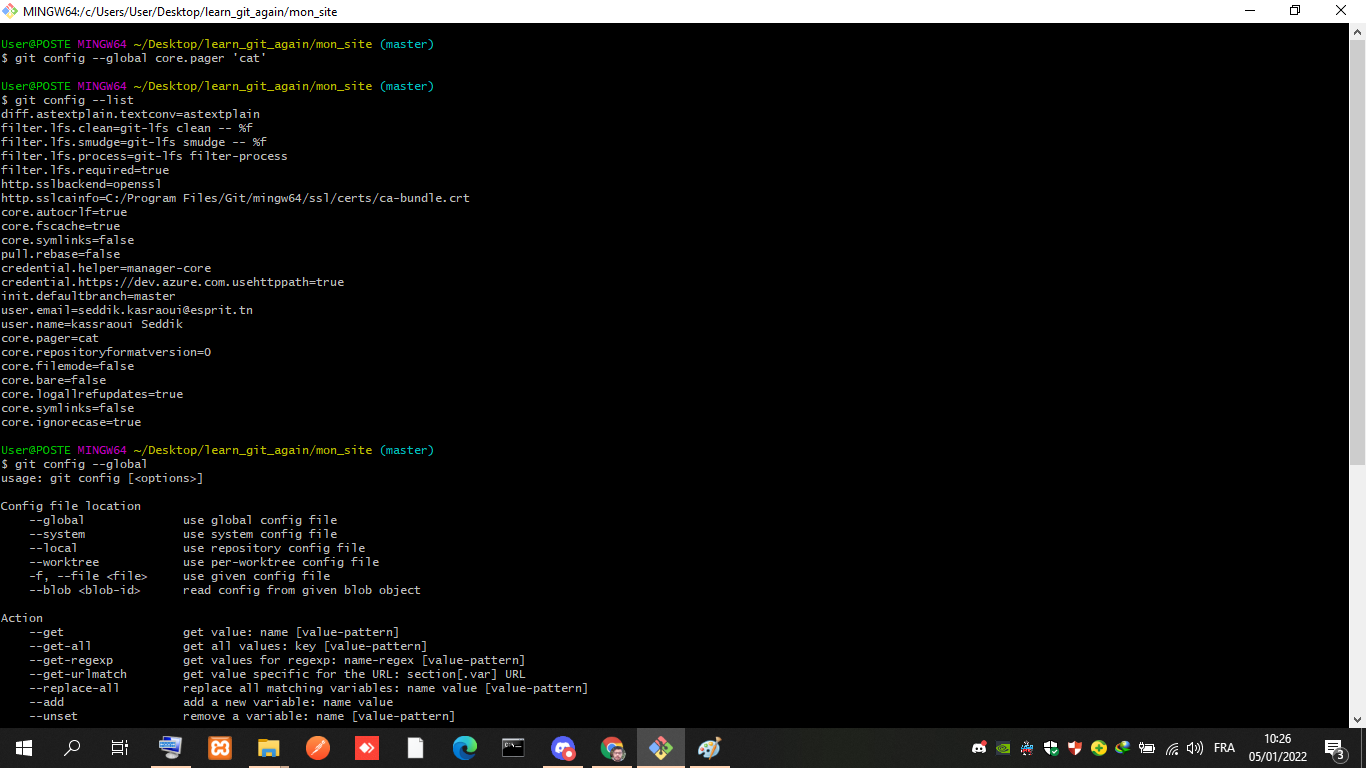 MINGW64:/c/Users/User/Desktop/learn_git_again/mon_site
User@POSTE MINGW64 ~/Desktop/learn_git_again/mon_site (master)
$ git config --global core.pager 'cat'
User@POSTE MINGW64 ~/Desktop/learn_git_again/mon_site (master)
$ git config --list
diff.astextplain.textconv=astextplain
filter.lfs.clean=git-lfs clean -- %f
filter.lfs.smudge=git-lfs smudge -- %f
filter.lfs.process=git-lfs filter-process
filter.lfs.required=true
http.sslbackend=openssl
http.sslcainfo=C:/Program Files/Git/mingw64/ssl/certs/ca-bundle.crt
core.autocrlf=true
core.fscache=true
core.symlinks=false
pull.rebase=false
credential.helper=manager-core
credential.https://dev.azure.com.usehttppath=true
init.defaultbranch=master
user.email=seddik.kasraoui@esprit.tn
user.name=kassraoui Seddik
core.pager=cat
core.repositoryformatversion=0
core.filemode=false
core.bare=false
core.logallrefupdates=true
core.symlinks=false
core.ignorecase=true
User@POSTE MINGW64 ~/Desktop/learn_git_again/mon_site (master)
$ git config --global
usage: git config [<options>]
Config file location
--global use global config file
--system use system config file
--local use repository config file
--worktree use per-worktree config file
-f, --file <file> use given config file
--blob <blob-id> read config from given blob object
Action
--get get value: name [value-pattern]
--get-all get all values: key [value-pattern]
--get-regexp get values for regexp: name-regex [value-pattern]
--get-urlmatch get value specific for the URL: section[.var] URL
--replace-all replace all matching variables: name value [value-pattern]
--add add a new variable: name value
--unset remove a variable: name [value-pattern]
FRA
10:26
05/01/2022
3